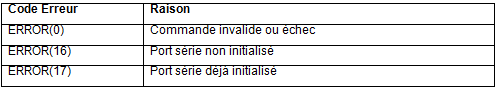 Code Erreur Raison
ERROR(0) Commande invalide ou échec
ERROR(16) Port série non initialisé
ERROR(17) Port série déjà initialisé